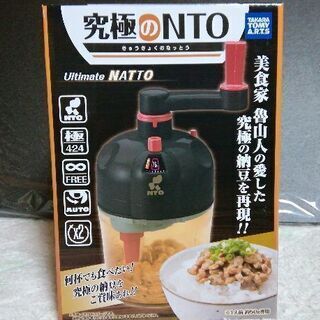 究極のNTO
きゅうきょくのなっとう
Ultimate NATTO
TAKARA TOMY A.R.T.S
美食家 魯山人の愛した
究極の納豆を再現!!
NTO
極
424
∞
FREE
AUTO
X2
NTO
何杯でも食べたい!
究極の納豆を
ご賞味あれ!